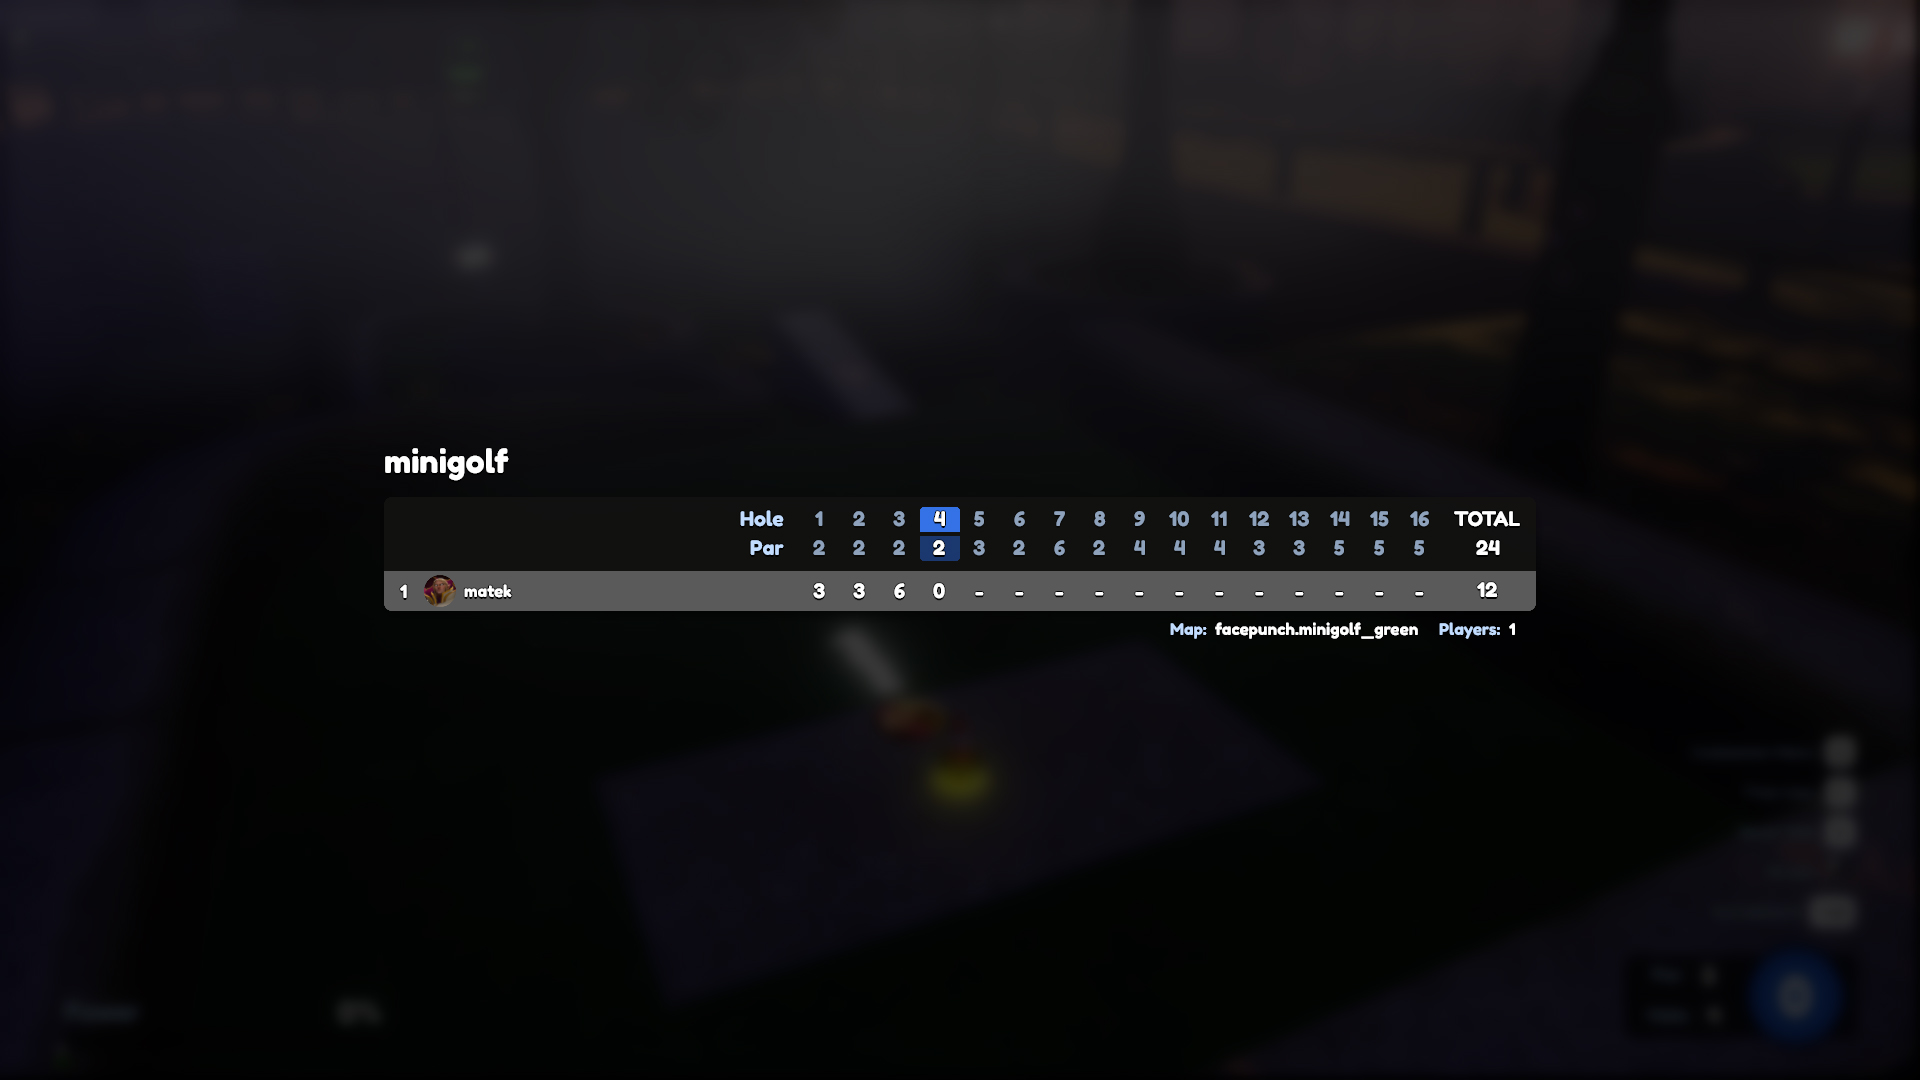 minigolf
Hole 1 2 3 4 5 6 7 8 9 10 11 12 13 14 15 16 TOTAL
Par 2 2 2 2 3 2 6 2 4 4 4 3 3 5 5 5 24
1 matek 3 3 6 0 - - - - - - - - - - - - 12
Map: facepunch.minigolf_green Players: 1